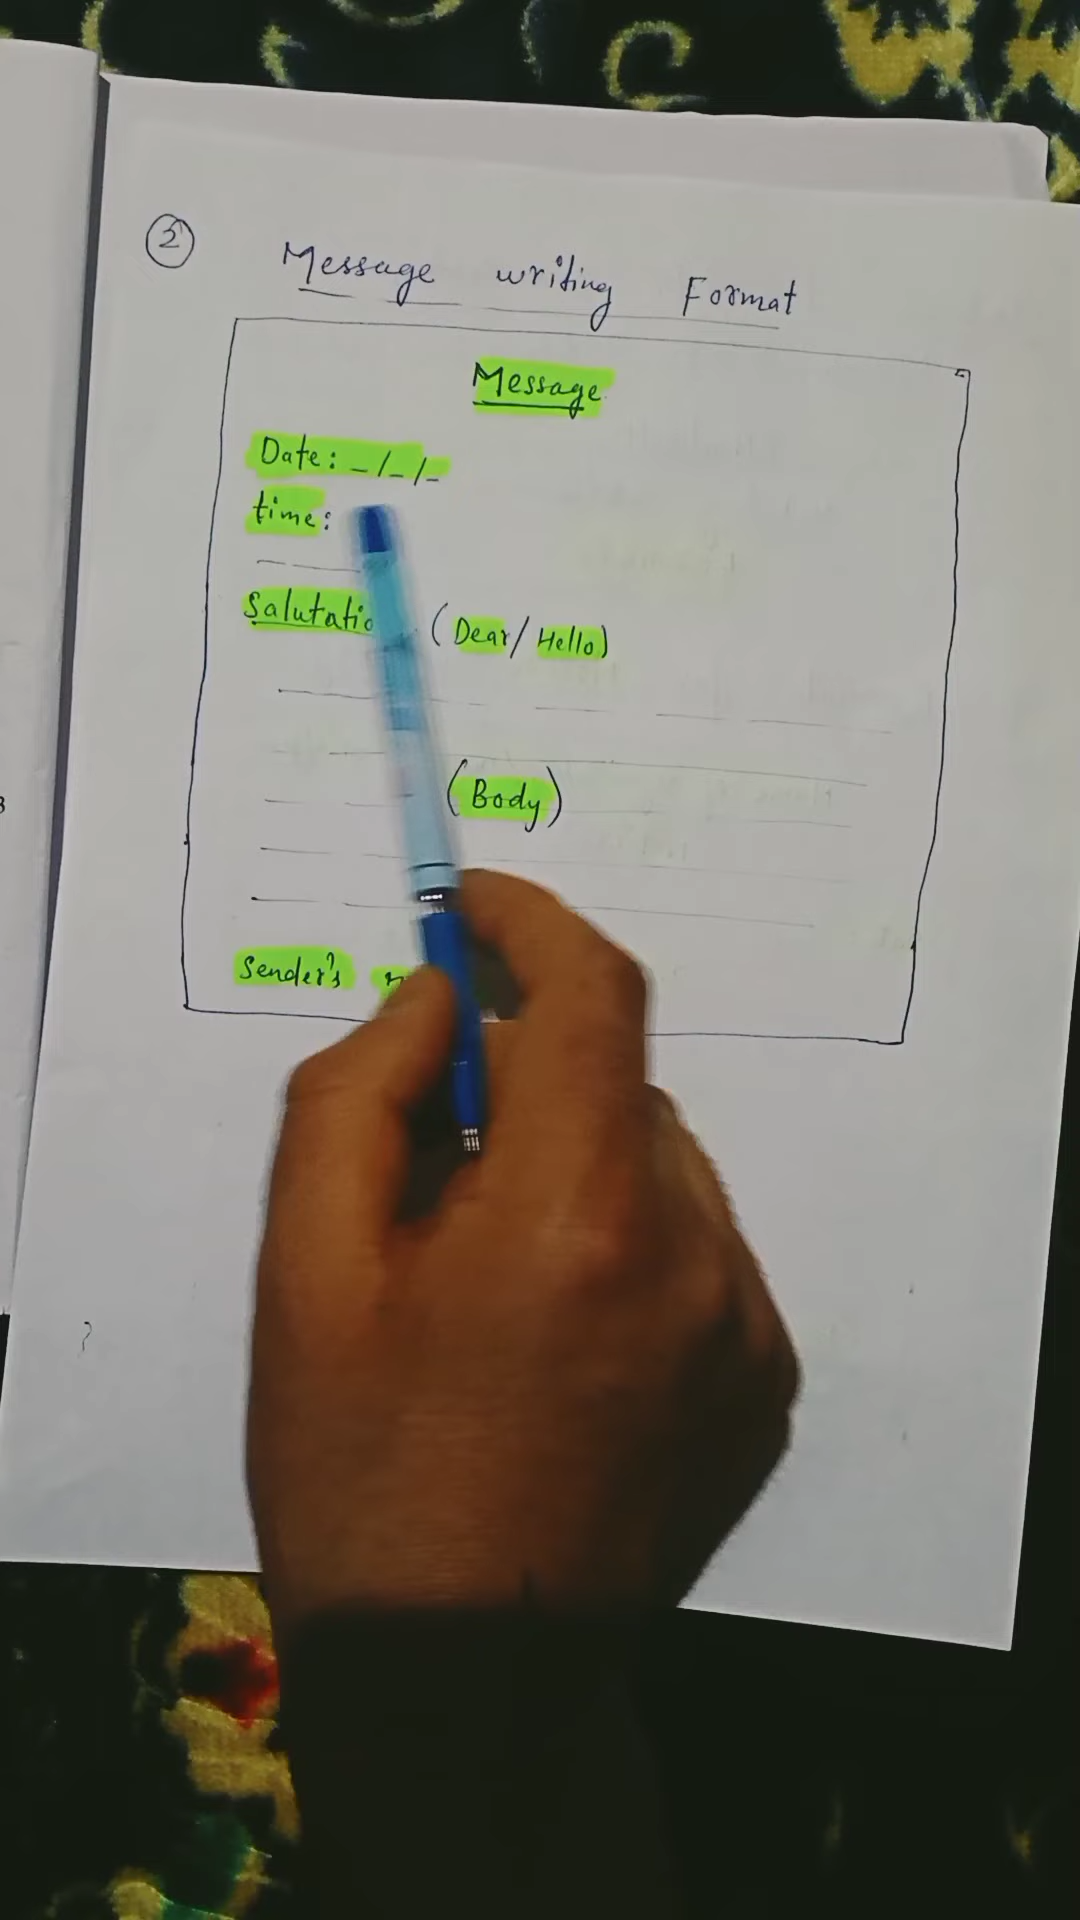 2
Message writing Format
Message
Date: _/_/_
time:
Salutatio (Dear/Hello)
(Body)
Sender's